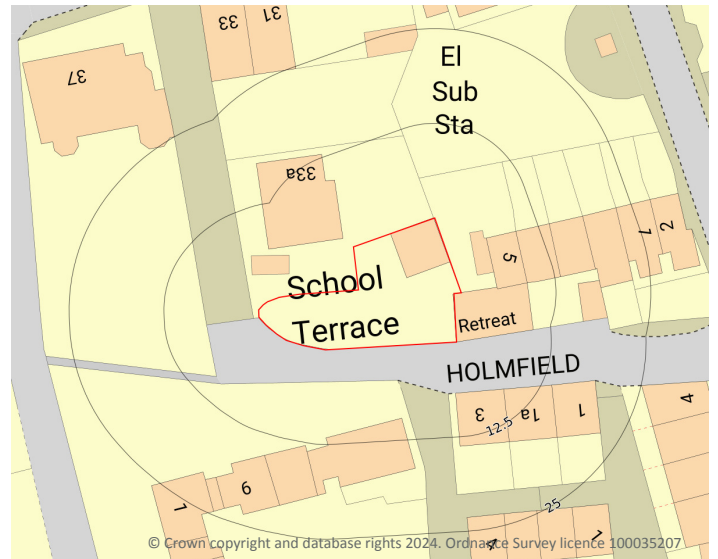 31
33
37
El
Sub
Sta
33a
2
7
5
School
Terrace
Retreat
HOLMFIELD
3
1a
1
4
12.5
9
7
25
4
1
© Crown copyright and database rights 2024. Ordnance Survey licence 100035207